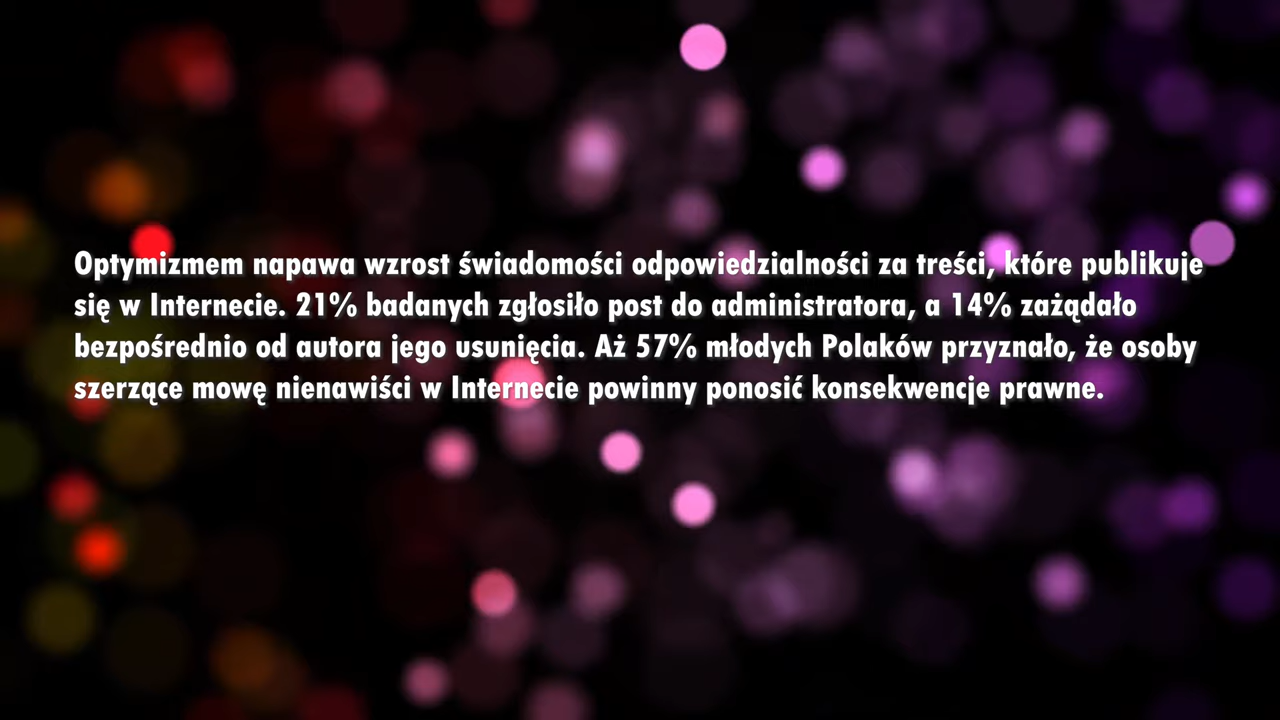 Optymizmem napawa wzrost świadomości odpowiedzialności za treści, które publikuje
się w Internecie. 21% badanych zgłosiło post do administratora, a 14% zażądało
bezpośrednio od autora jego usunięcia. Aż 57% młodych Polaków przyznało, że osoby
szerzące mowę nienawiści w Internecie powinny ponosić konsekwencje prawne.